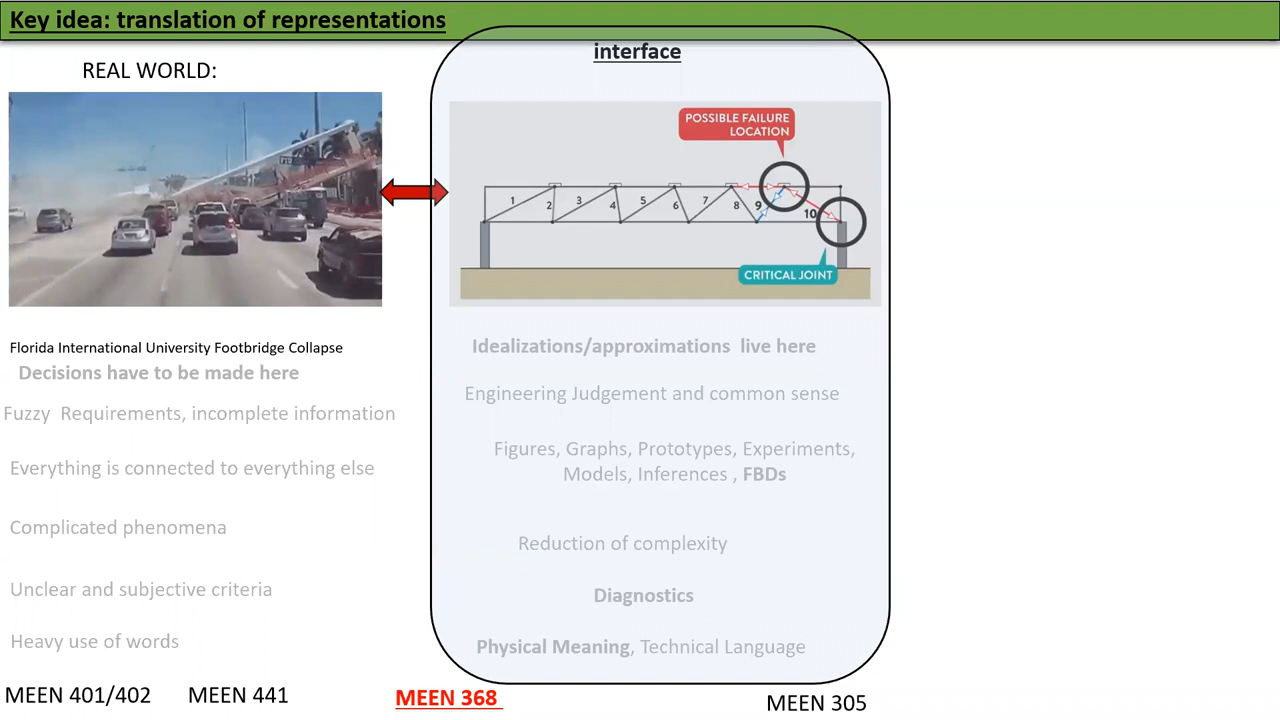 Key idea: translation of representations
REAL WORLD:
Florida International University Footbridge Collapse
Decisions have to be made here
Fuzzy Requirements, incomplete information
Everything is connected to everything else
Complicated phenomena
Unclear and subjective criteria
Heavy use of words
interface
POSSIBLE FAILURE
LOCATION
1
2
3
4
5
6
7
8
9
10
CRITICAL JOINT
Idealizations/approximations live here
Engineering Judgement and common sense
Figures, Graphs, Prototypes, Experiments,
Models, Inferences , FBDs
Reduction of complexity
Diagnostics
Physical Meaning, Technical Language
MEEN 401/402 MEEN 441 MEEN 368 MEEN 305